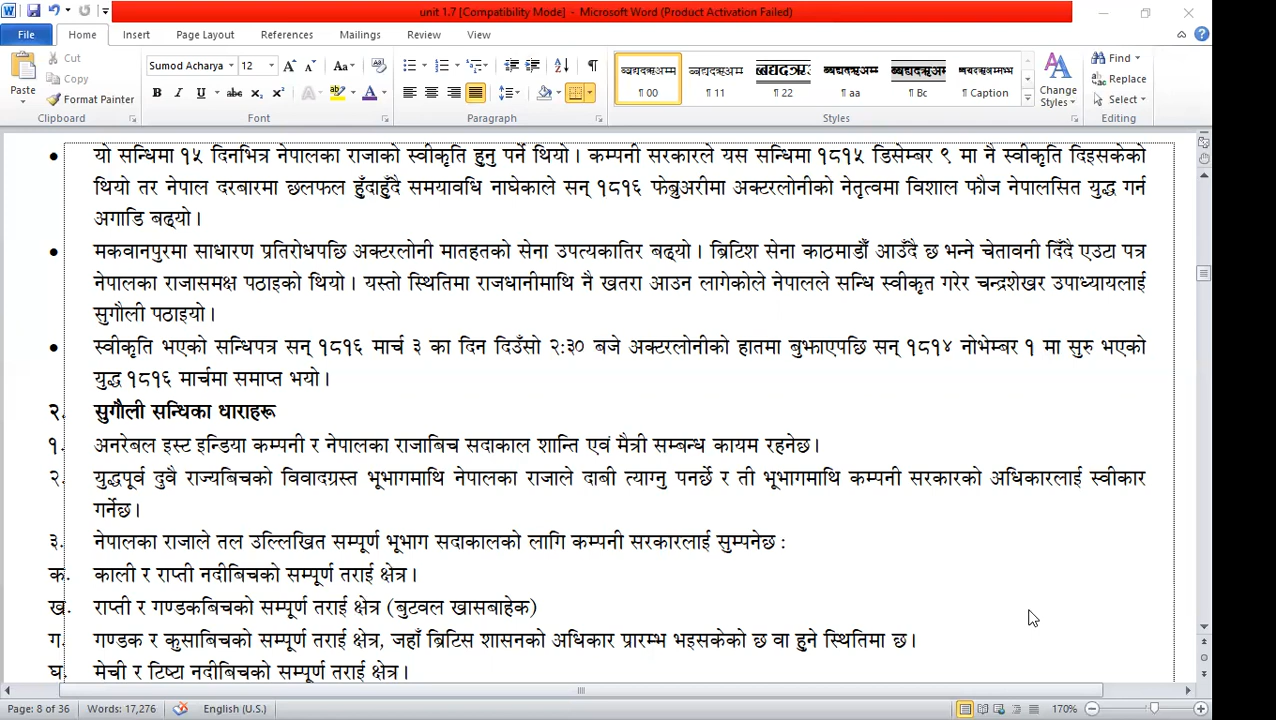 unit 1.7 [Compatibility Mode] - Microsoft Word (Product Activation Failed)
File Home Insert Page Layout References Mailings Review View
Cut
Copy
Paste Format Painter
Clipboard
Sumod Acharya 12
Font
Paragraph
¶ 00 ¶ 11 ¶ 22 ¶ aa ¶ Bc ¶ Caption
Change Styles
Styles
Find
Replace
Select
Editing
• यो सन्धिमा १५ दिनभित्र नेपालका राजाको स्वीकृति हुनु पर्ने थियो । कम्पनी सरकारले यस सन्धिमा १८१५ डिसेम्बर ९ मा नै स्वीकृति दिइसकेको
थियो तर नेपाल दरबारमा छलफल हुँदाहुँदै समयावधि नाघेकाले सन् १८१६ फेब्रुअरीमा अक्टरलोनीको नेतृत्वमा विशाल फौज नेपालसित युद्ध गर्न
अगाडि बढ्यो ।
• मकवानपुरमा साधारण प्रतिरोधपछि अक्टरलोनी मातहतको सेना उपत्यकातिर बढ्यो । ब्रिटिश सेना काठमाडौँ आउँदै छ भन्ने चेतावनी दिँदै एउटा पत्र
नेपालका राजासमक्ष पठाइको थियो । यस्तो स्थितिमा राजधानीमाथि नै खतरा आउन लागेकोले नेपालले सन्धि स्वीकृत गरेर चन्द्रशेखर उपाध्यायलाई
सुगौली पठाइयो ।
• स्वीकृति भएको सन्धिपत्र सन् १८१६ मार्च ३ का दिन दिउँसो २:३० बजे अक्टरलोनीको हातमा बुझाएपछि सन् १८१४ नोभेम्बर १ मा सुरु भएको
युद्ध १८१६ मार्चमा समाप्त भयो ।
२. सुगौली सन्धिका धाराहरू
१. अनरेबल इस्ट इन्डिया कम्पनी र नेपालका राजाबिच सदाकाल शान्ति एवं मैत्री सम्बन्ध कायम रहनेछ ।
२. युद्धपूर्व दुवै राज्यबिचको विवादग्रस्त भूभागमाथि नेपालका राजाले दाबी त्याग्नु पनर्छे र ती भूभागमाथि कम्पनी सरकारको अधिकारलाई स्वीकार
गर्नेछ ।
३. नेपालका राजाले तल उल्लिखित सम्पूर्ण भूभाग सदाकालको लागि कम्पनी सरकारलाई सुम्पनेछ :
क. काली र राप्ती नदीबिचको सम्पूर्ण तराई क्षेत्र ।
ख. राप्ती र गण्डकबिचको सम्पूर्ण तराई क्षेत्र (बुटवल खासबाहेक)
ग. गण्डक र कुसाबिचको सम्पूर्ण तराई क्षेत्र, जहाँ ब्रिटिस शासनको अधिकार प्रारम्भ भइसकेको छ वा हुने स्थितिमा छ ।
घ. मेची र टिष्टा नदीबिचको सम्पूर्ण तराई क्षेत्र ।
Page: 8 of 36 Words: 17,276 English (U.S.) 170%